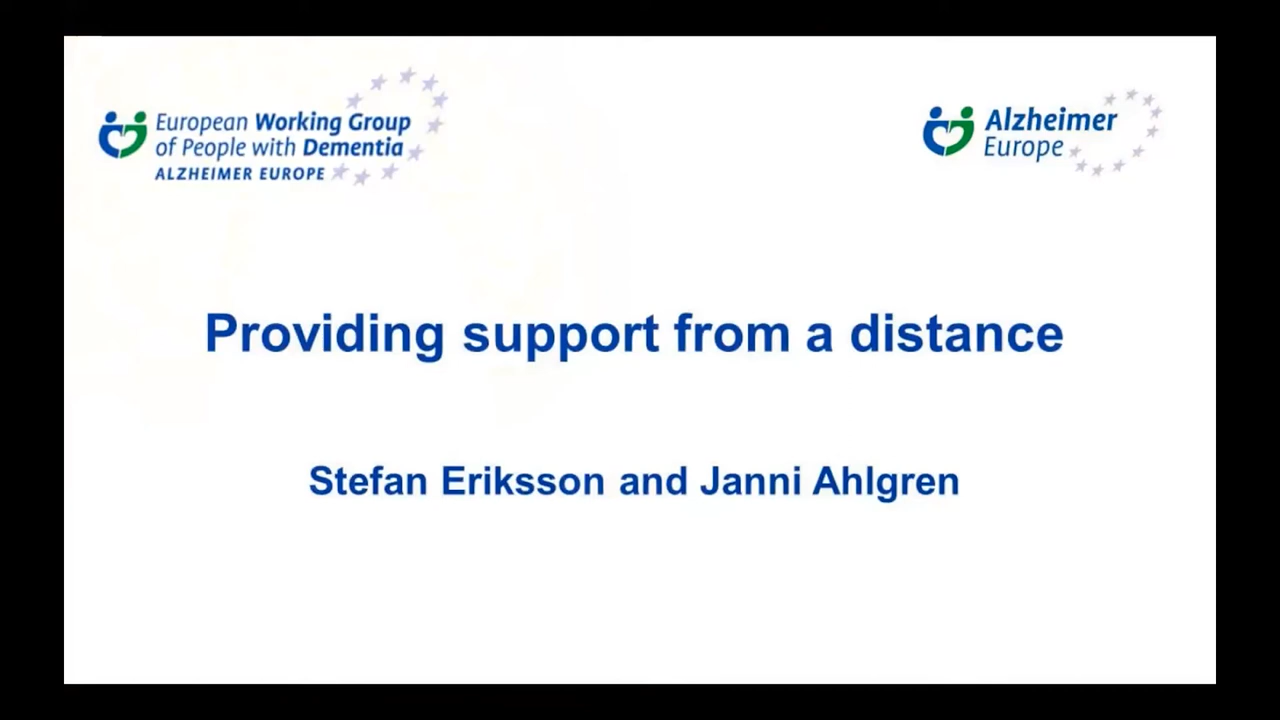 European Working Group
of People with Dementia
ALZHEIMER EUROPE
Alzheimer
Europe
Providing support from a distance
Stefan Eriksson and Janni Ahlgren